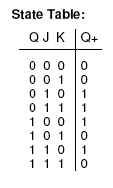 State Table:
Q J K Q+
0 0 0 0
0 0 1 0
0 1 0 1
0 1 1 1
1 0 0 1
1 0 1 0
1 1 0 1
1 1 1 0